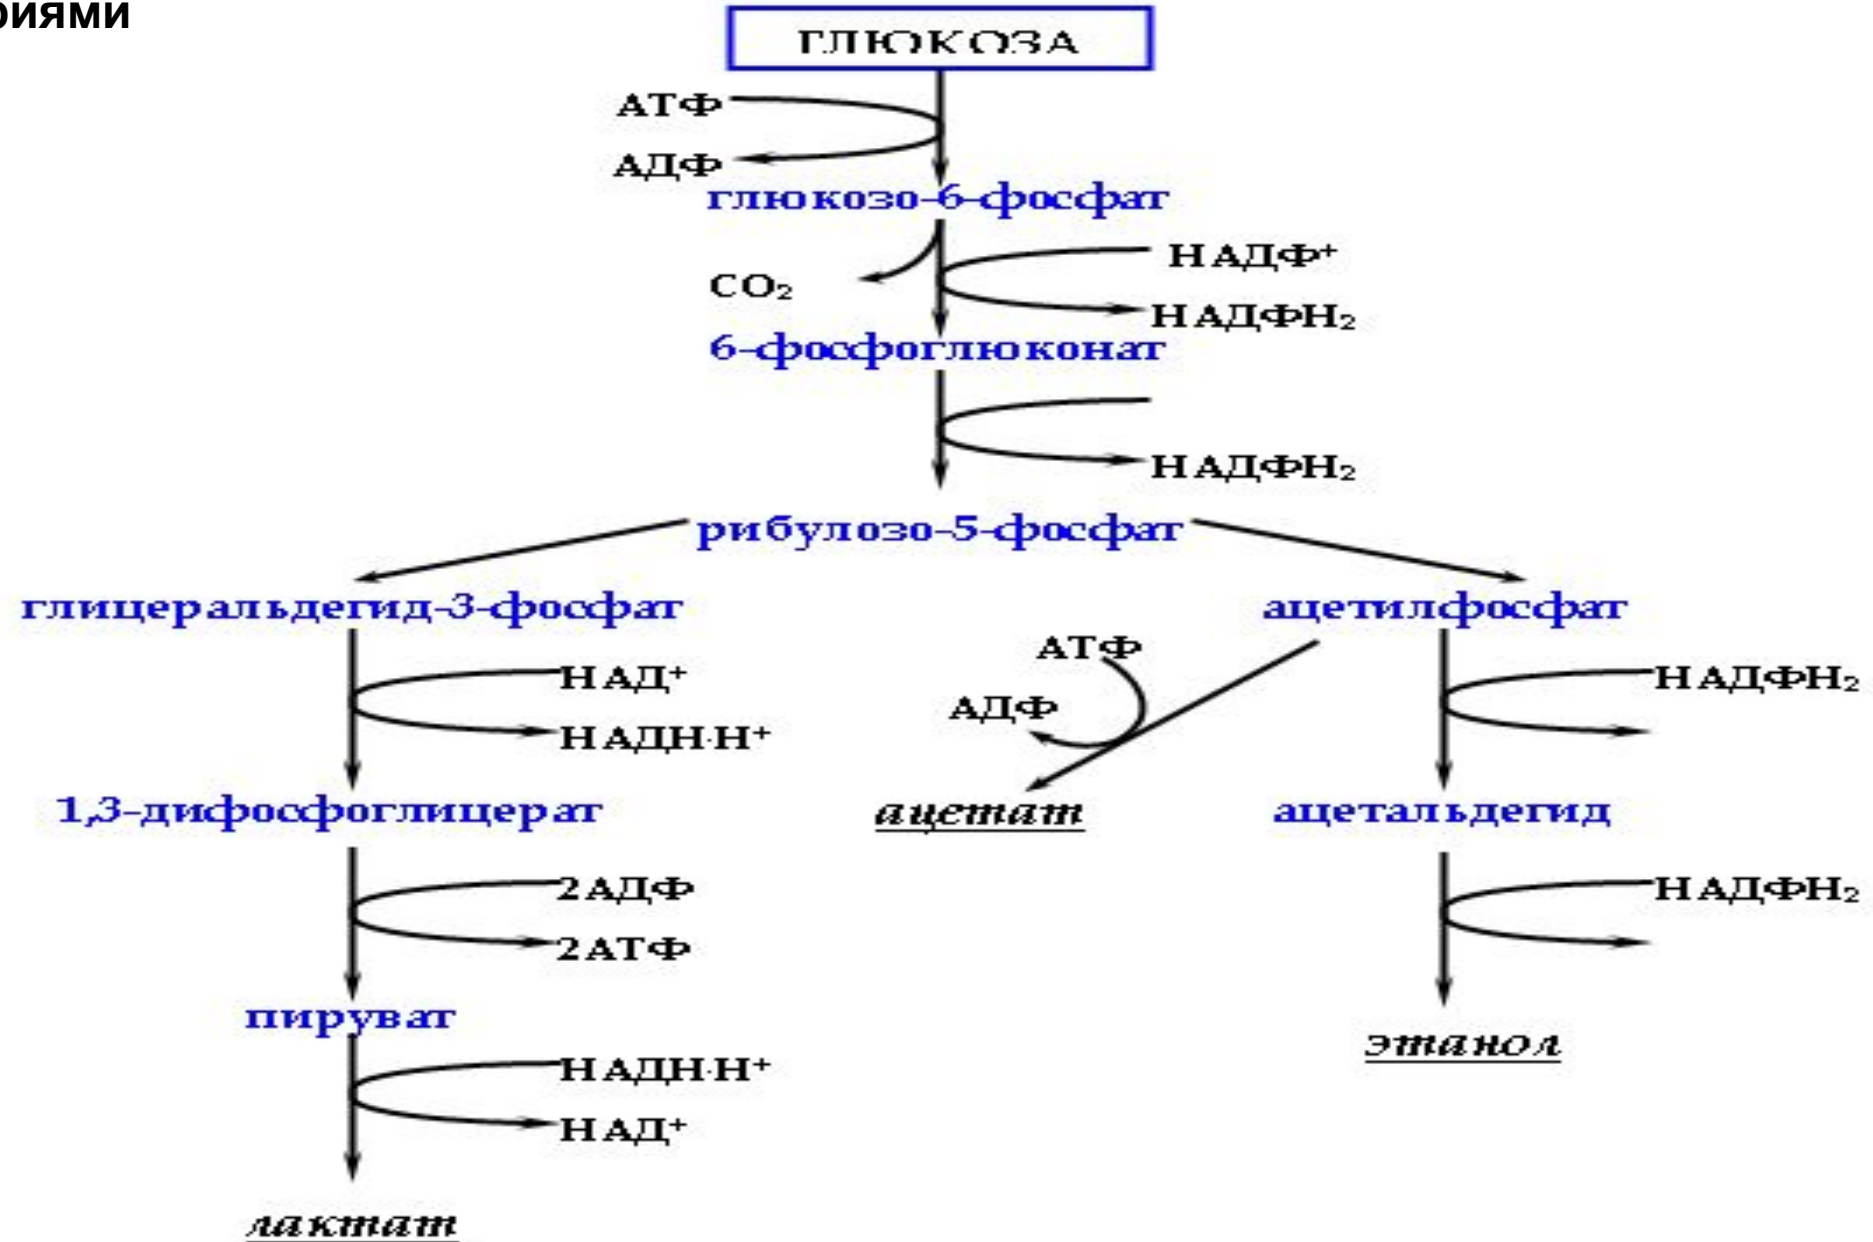 риями
ГЛЮКОЗА
АТФ
АДФ
глюкозо-6-фосфат
НАДФ⁺
CO₂
НАДФН₂
6-фосфоглюконат
НАДФН₂
рибулозо-5-фосфат
глицеральдегид-3-фосфат
ацетилфосфат
АТФ
НАД⁺
НАДФН₂
АДФ
НАДН·Н⁺
1,3-дифосфоглицерат
ацетат
ацетальдегид
2АДФ
НАДФН₂
2АТФ
пируват
этанол
НАДН·Н⁺
НАД⁺
лактат